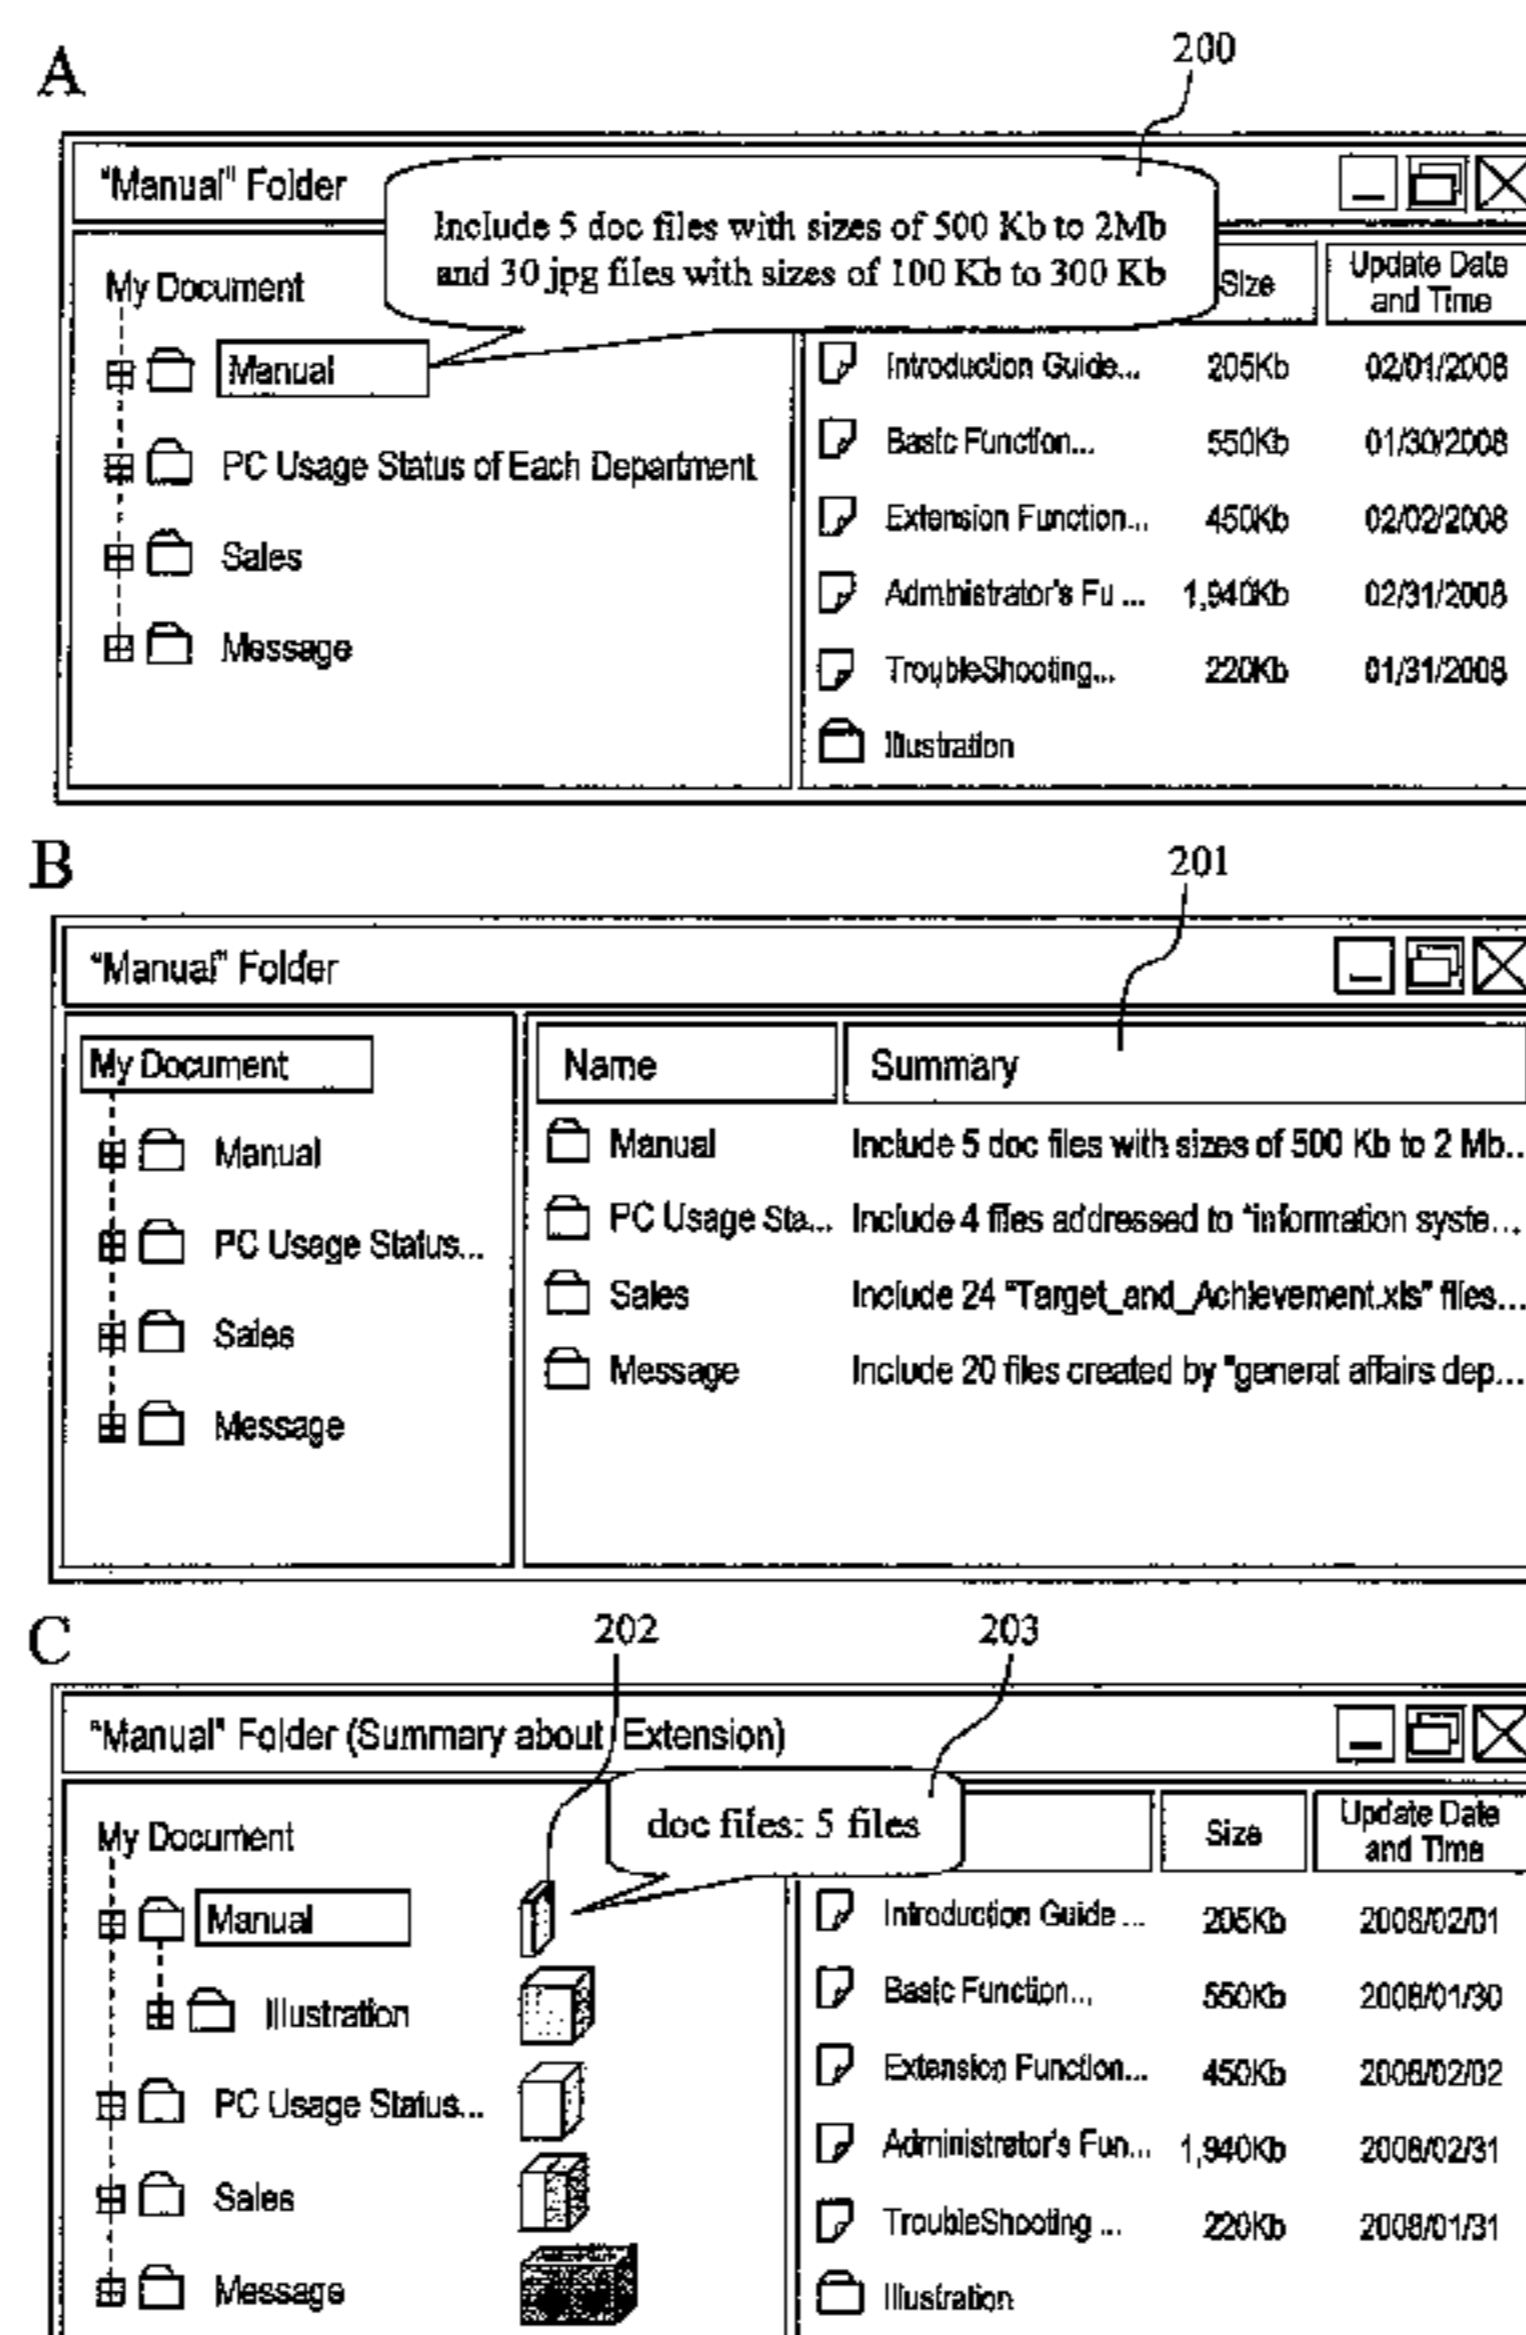 A
200
"Manual" Folder
Include 5 doc files with sizes of 500 Kb to 2Mb
and 30 jpg files with sizes of 100 Kb to 300 Kb
Size
Update Date
and Time
My Document
Manual
PC Usage Status of Each Department
Sales
Message
Introduction Guide... 205Kb 02/01/2008
Basic Function... 550Kb 01/30/2008
Extension Function... 450Kb 02/02/2008
Administrator's Fu ... 1,940Kb 02/31/2008
TroubleShooting... 220Kb 01/31/2008
Illustration
B
201
"Manual" Folder
My Document
Manual
PC Usage Status...
Sales
Message
Name Summary
Manual Include 5 doc files with sizes of 500 Kb to 2 Mb...
PC Usage Sta... Include 4 files addressed to "information syste...
Sales Include 24 "Target_and_Achievement.xls" files...
Message Include 20 files created by "general affairs dep...
C
202 203
"Manual" Folder (Summary about Extension)
doc files: 5 files
Size
Update Date
and Time
My Document
Manual
Illustration
PC Usage Status...
Sales
Message
Introduction Guide ... 205Kb 2008/02/01
Basic Function... 550Kb 2008/01/30
Extension Function... 450Kb 2008/02/02
Administrator's Fun... 1,940Kb 2008/02/31
TroubleShooting ... 220Kb 2008/01/31
Illustration